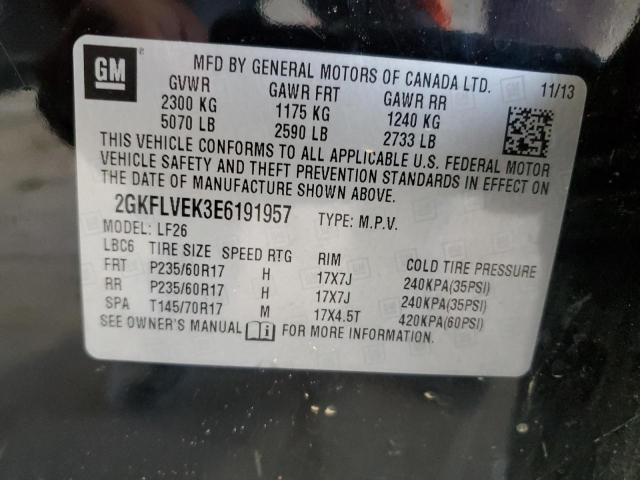 GM
MFD BY GENERAL MOTORS OF CANADA LTD. 11/13
GVWR GAWR FRT GAWR RR
2300 KG 1175 KG 1240 KG
5070 LB 2590 LB 2733 LB
THIS VEHICLE CONFORMS TO ALL APPLICABLE U.S. FEDERAL MOTOR
VEHICLE SAFETY AND THEFT PREVENTION STANDARDS IN EFFECT ON
THE DATE OF MANUFACTURE SHOWN ABOVE.
2GKFLVEK3E6191957 TYPE: M.P.V.
MODEL: LF26
LBC6 TIRE SIZE SPEED RTG RIM COLD TIRE PRESSURE
FRT P235/60R17 H 17X7J 240KPA(35PSI)
RR P235/60R17 H 17X7J 240KPA(35PSI)
SPA T145/70R17 M 17X4.5T 420KPA(60PSI)
SEE OWNER'S MANUAL FOR MORE INFORMATION.